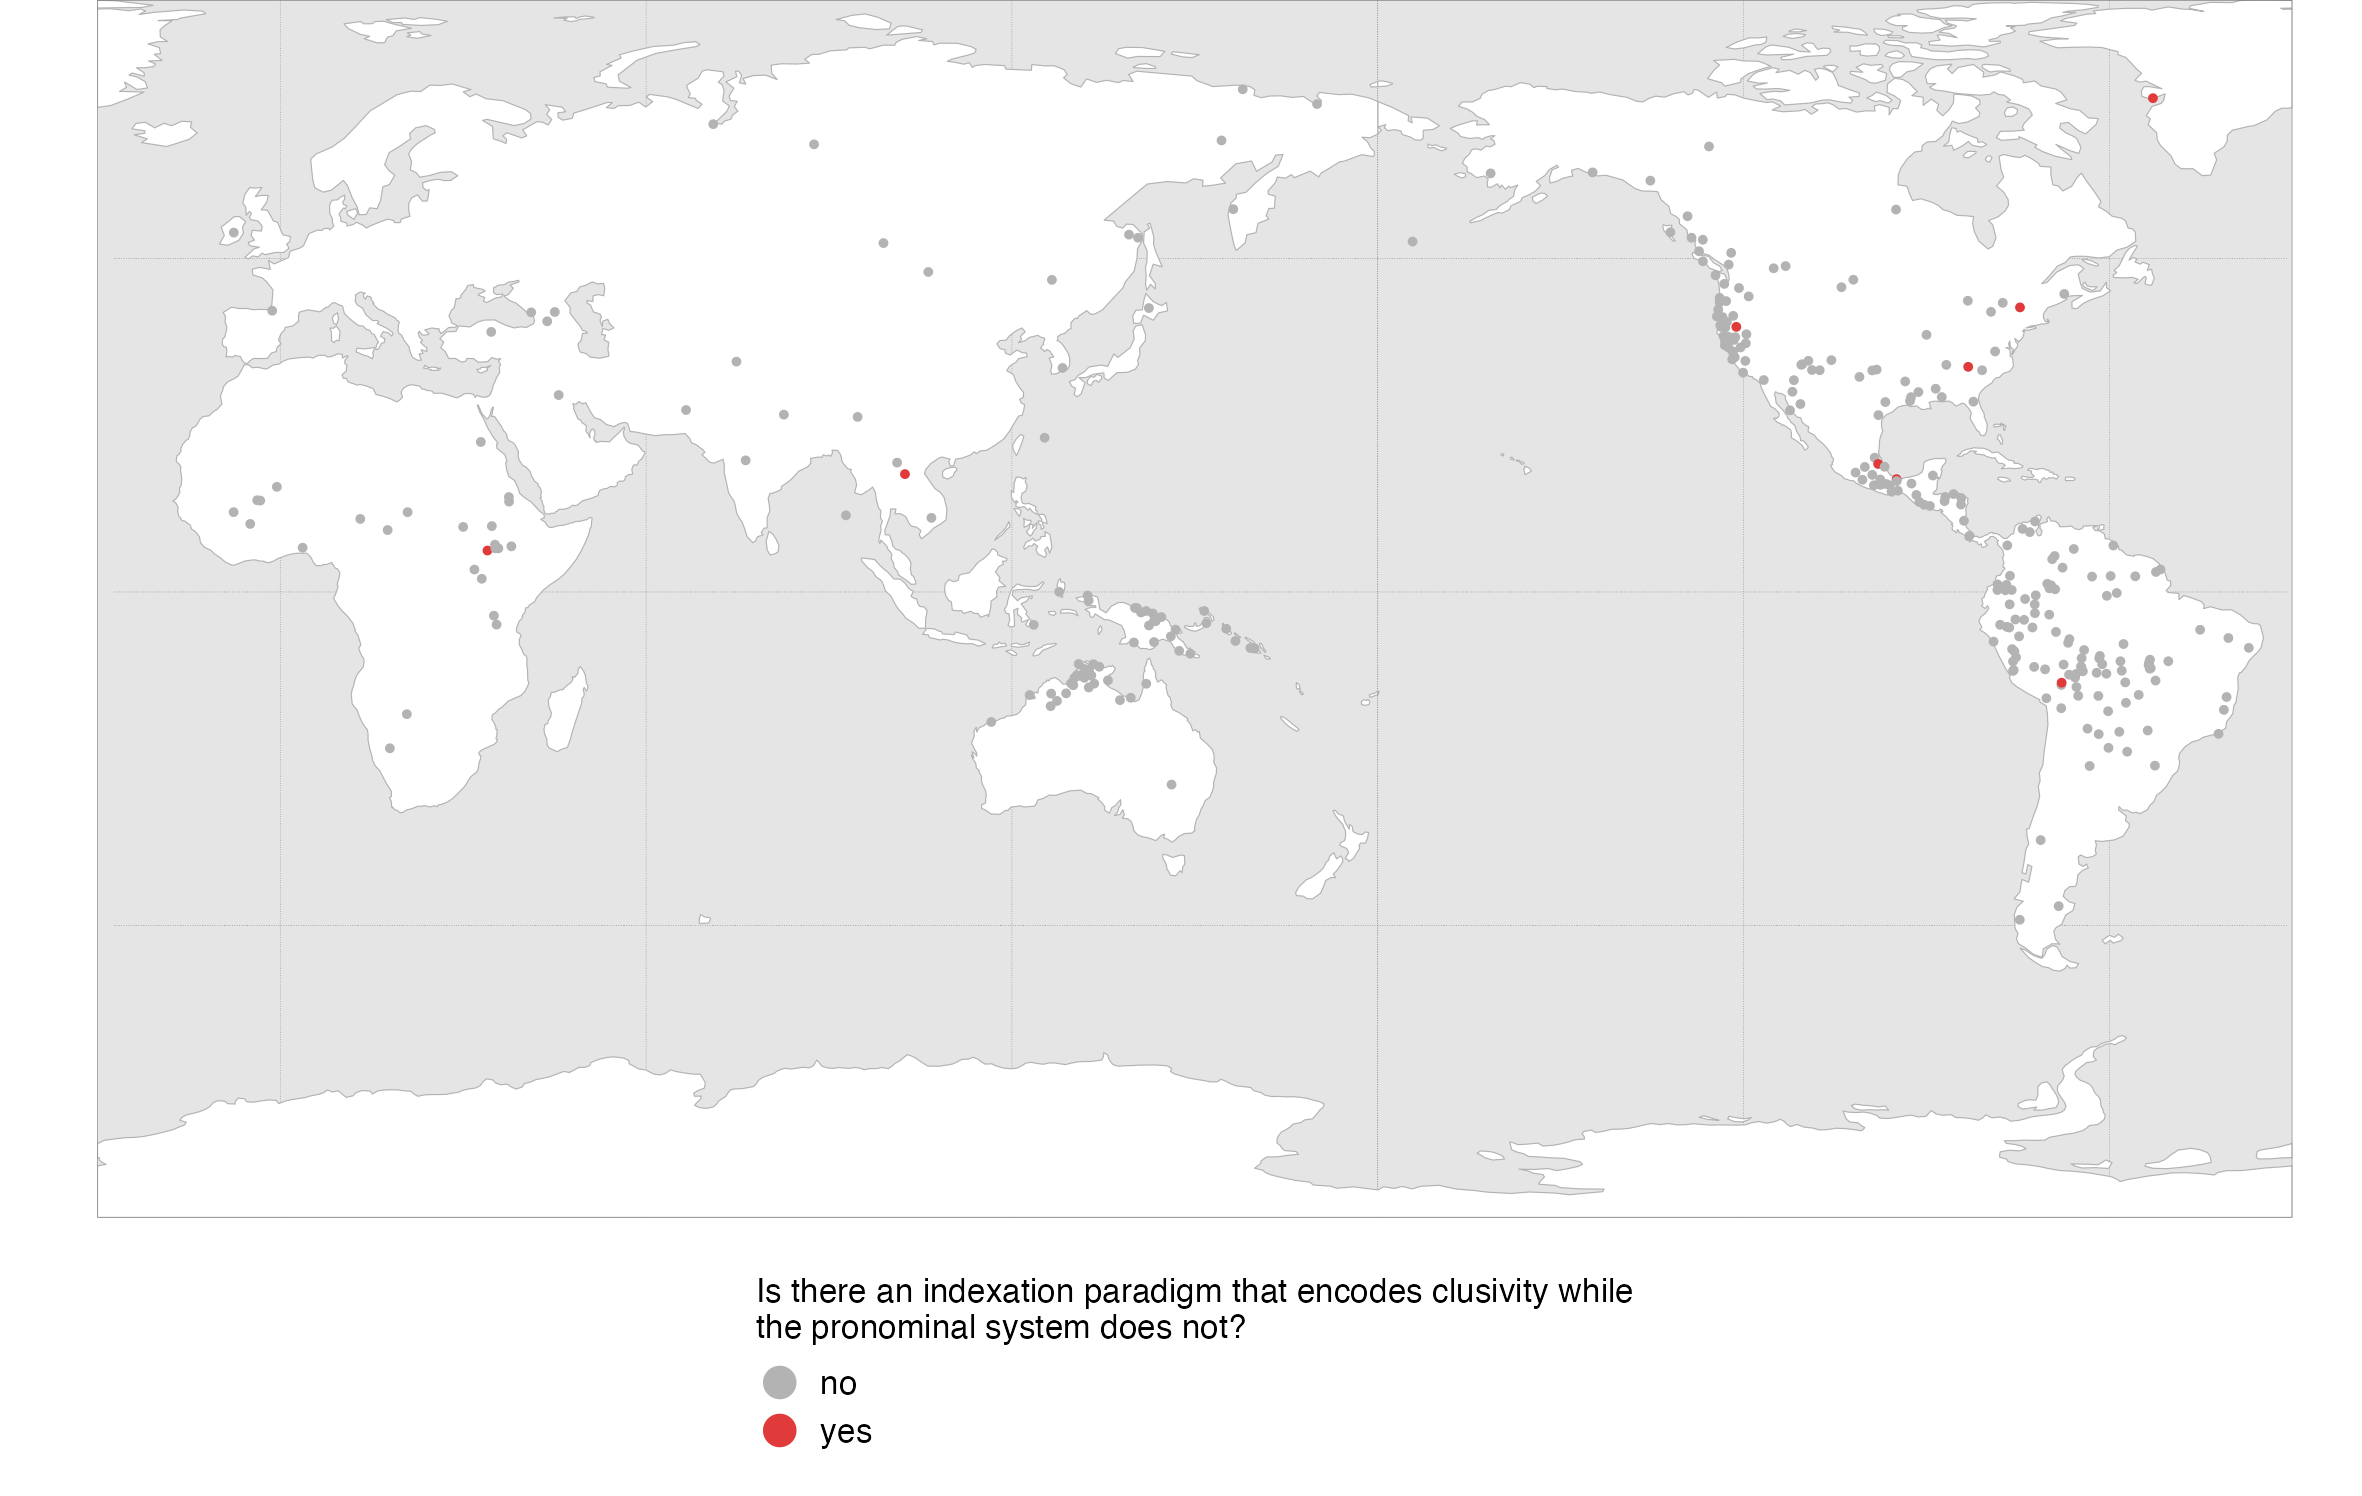 Is there an indexation paradigm that encodes clusivity while
the pronominal system does not?
no
yes